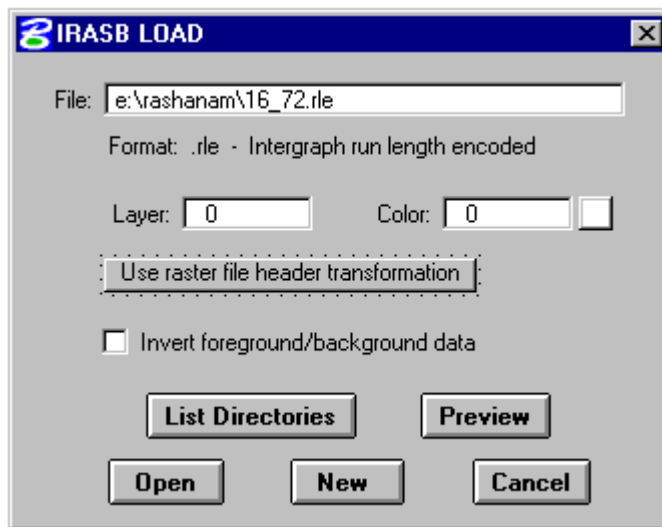 IRASB LOAD
File: e:\rashanam\16_72.rle
Format: .rle - Intergraph run length encoded
Layer: 0 Color: 0
Use raster file header transformation
Invert foreground/background data
List Directories Preview
Open New Cancel